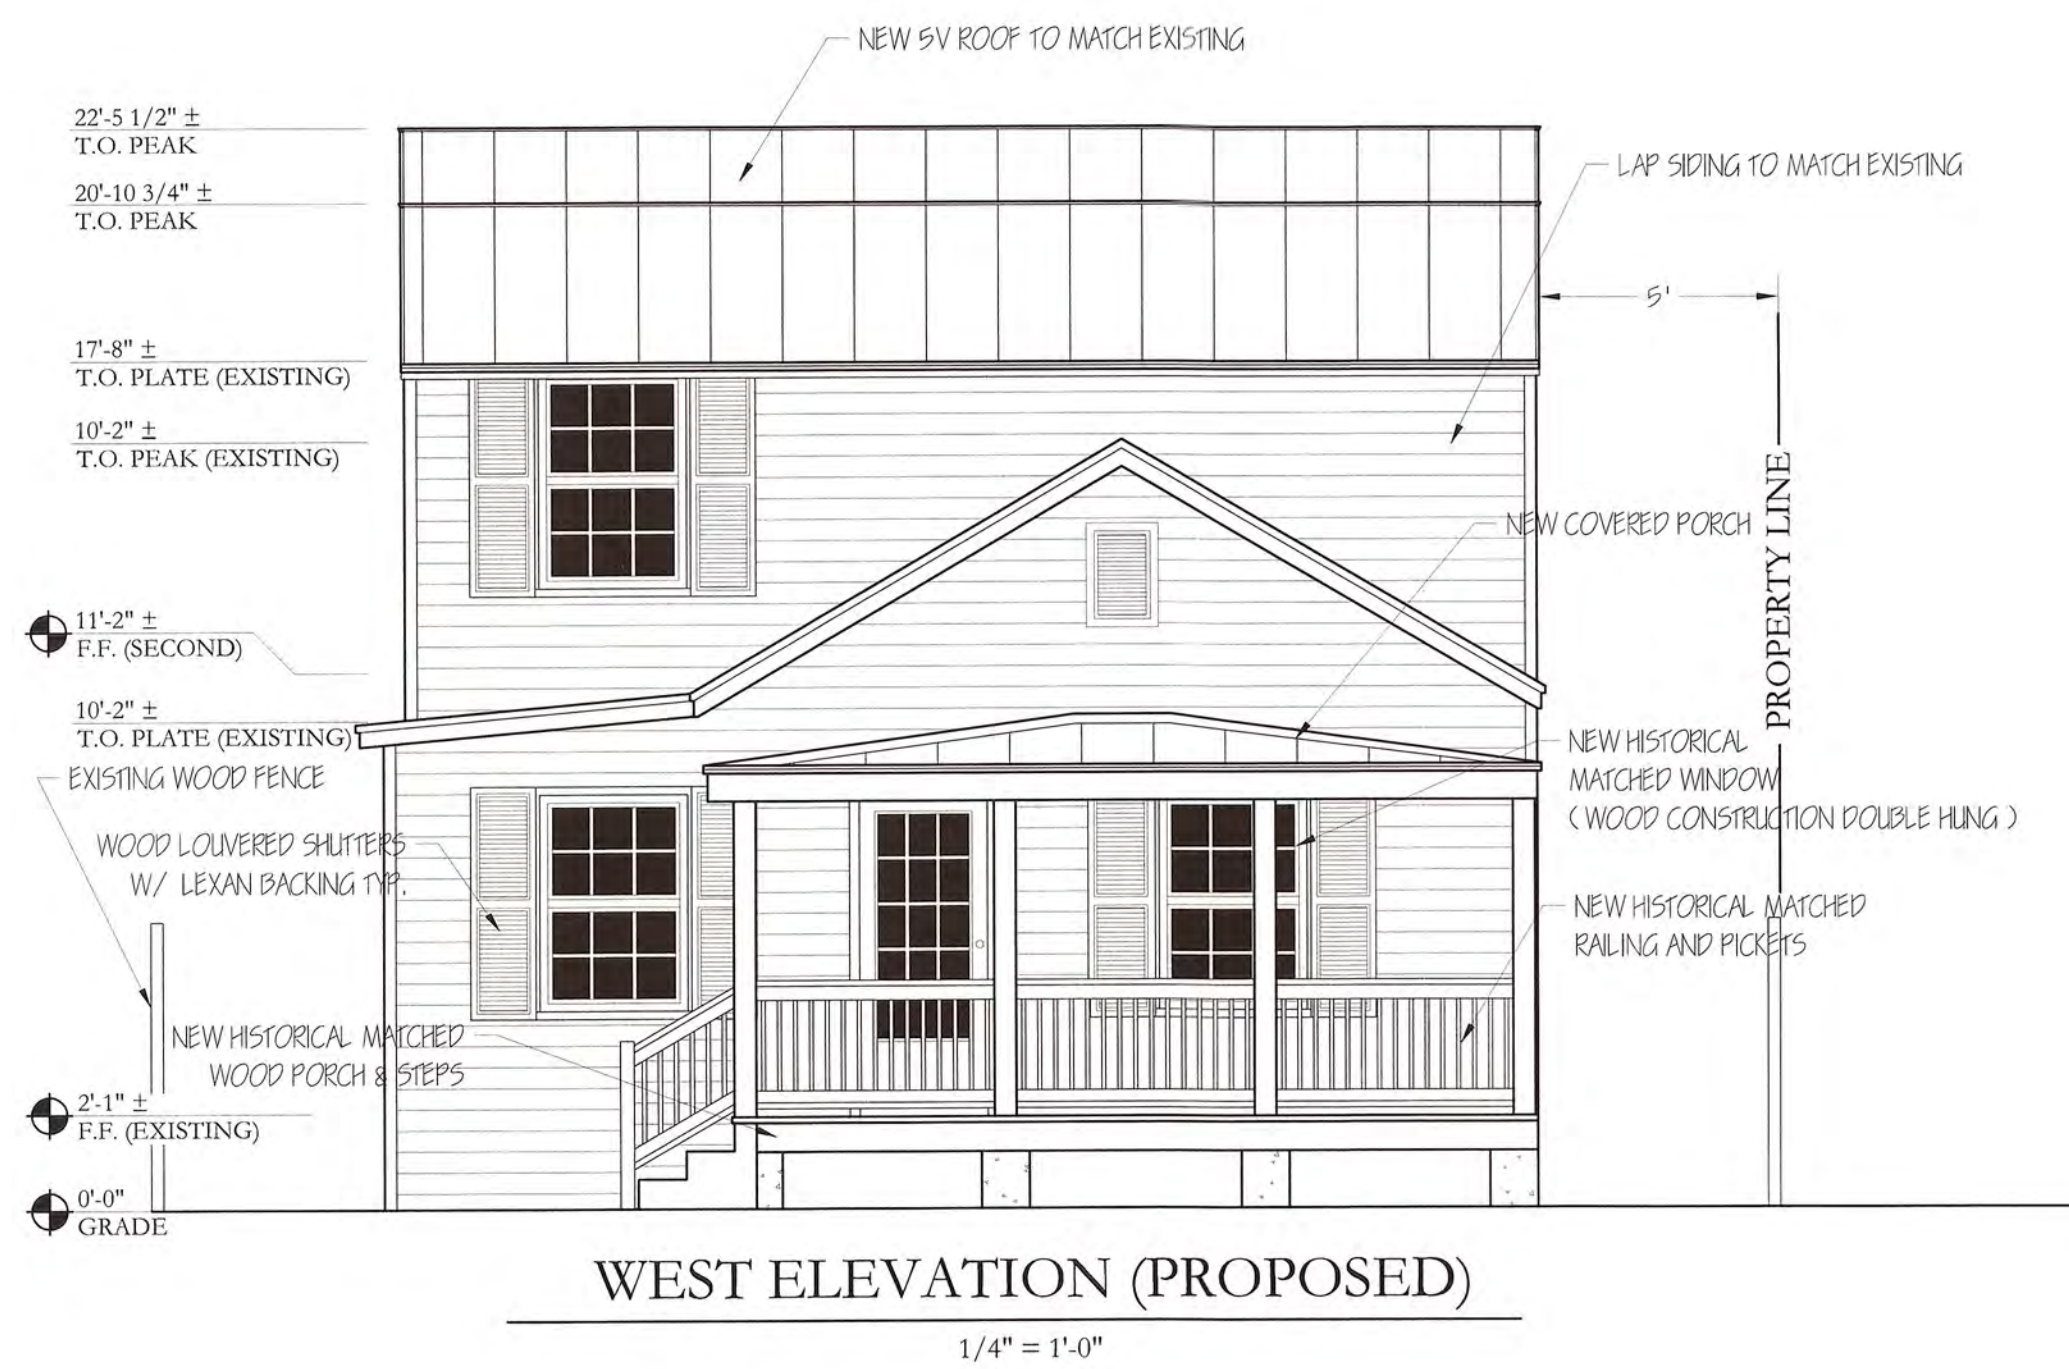 NEW 5V ROOF TO MATCH EXISTING
22'-5 1/2" ±
T.O. PEAK
LAP SIDING TO MATCH EXISTING
20'-10 3/4" ±
T.O. PEAK
5'
17'-8" ±
T.O. PLATE (EXISTING)
10'-2" ±
T.O. PEAK (EXISTING)
NEW COVERED PORCH
PROPERTY LINE
11'-2" ±
F.F. (SECOND)
10'-2" ±
T.O. PLATE (EXISTING)
EXISTING WOOD FENCE
NEW HISTORICAL
MATCHED WINDOW
( WOOD CONSTRUCTION DOUBLE HUNG )
WOOD LOUVERED SHUTTERS
W/ LEXAN BACKING TYP.
NEW HISTORICAL MATCHED
RAILING AND PICKETS
NEW HISTORICAL MATCHED
WOOD PORCH & STEPS
2'-1" ±
F.F. (EXISTING)
0'-0"
GRADE
WEST ELEVATION (PROPOSED)
1/4" = 1'-0"